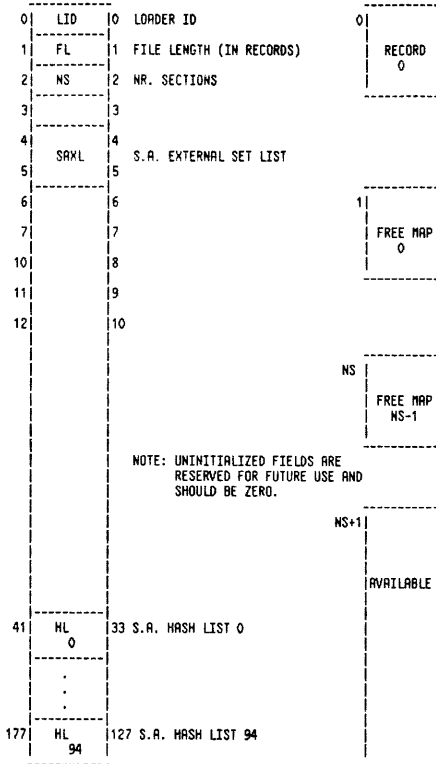 0 LID 0 LOADER ID
1 FL 1 FILE LENGTH (IN RECORDS)
2 NS 2 NR. SECTIONS
3 3
4 4
SAXL S.A. EXTERNAL SET LIST
5 5
6 6
7 7
10 8
11 9
12 10
NOTE: UNINITIALIZED FIELDS ARE
RESERVED FOR FUTURE USE AND
SHOULD BE ZERO.
41 HL 33 S.A. HASH LIST 0
0
.
.
.
177 HL 127 S.A. HASH LIST 94
94
0
RECORD
0
1
FREE MAP
0
NS
FREE MAP
NS-1
NS+1
AVAILABLE